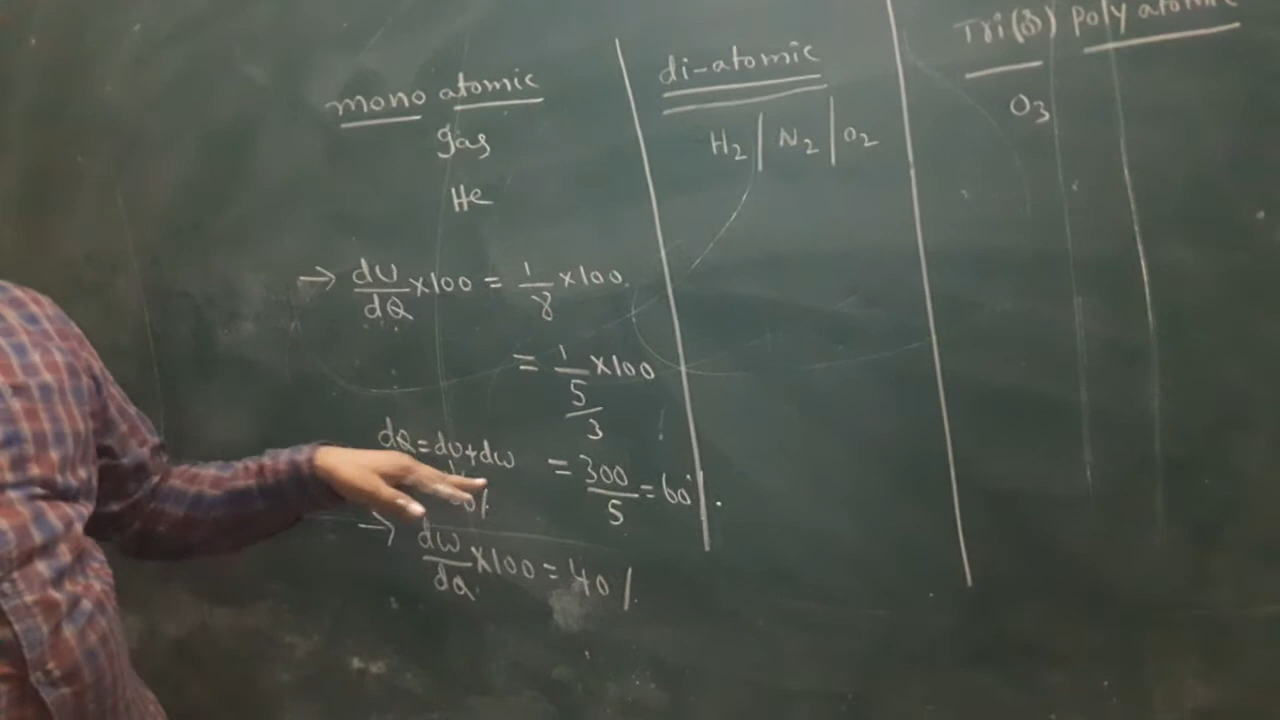 mono atomic
gas
He
→ dU/dQ ×100 = 1/γ ×100.
= 1/(5/3) ×100
= 300/5 = 60%.
dQ = dU + dW
→ dW/dQ ×100 = 40%.
di-atomic
H₂ | N₂ | O₂
Tri(δ) Poly atomic
O₃